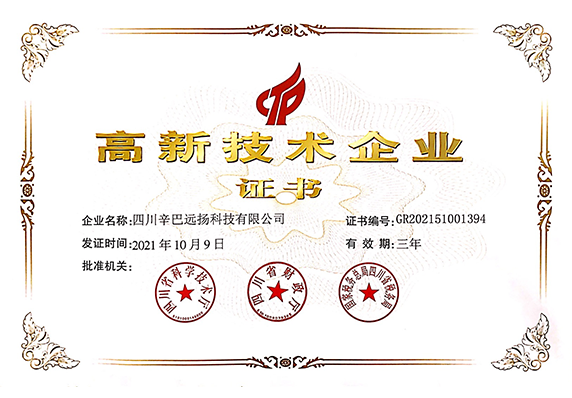 高新技术企业
证书
企业名称:四川辛巴远扬科技有限公司
证书编号:GR202151001394
发证时间:2021年10月9日
有效期:三年
批准机关:
四川省科学技术厅
四川省财政厅
国家税务总局四川省税务局